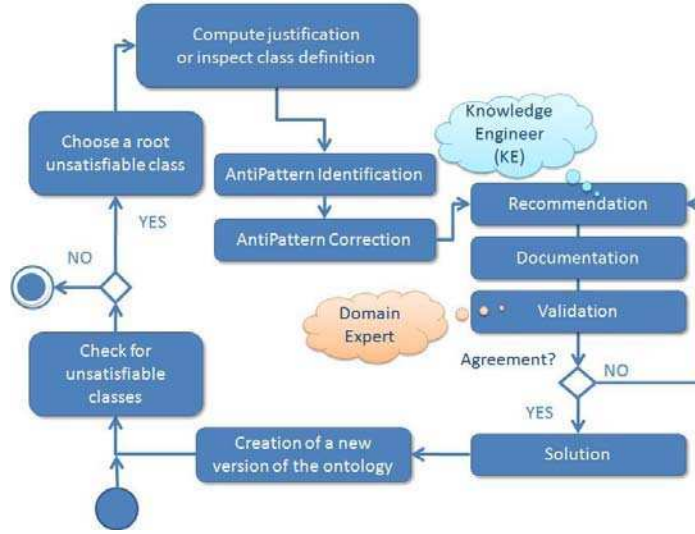 Compute justification
or inspect class definition
Knowledge
Engineer
(KE)
Choose a root
unsatisfiable class
AntiPattern Identification
Recommendation
YES
AntiPattern Correction
NO
Documentation
Domain
Expert
Validation
Check for
unsatisfiable
classes
Agreement?
NO
YES
Creation of a new
version of the ontology
Solution